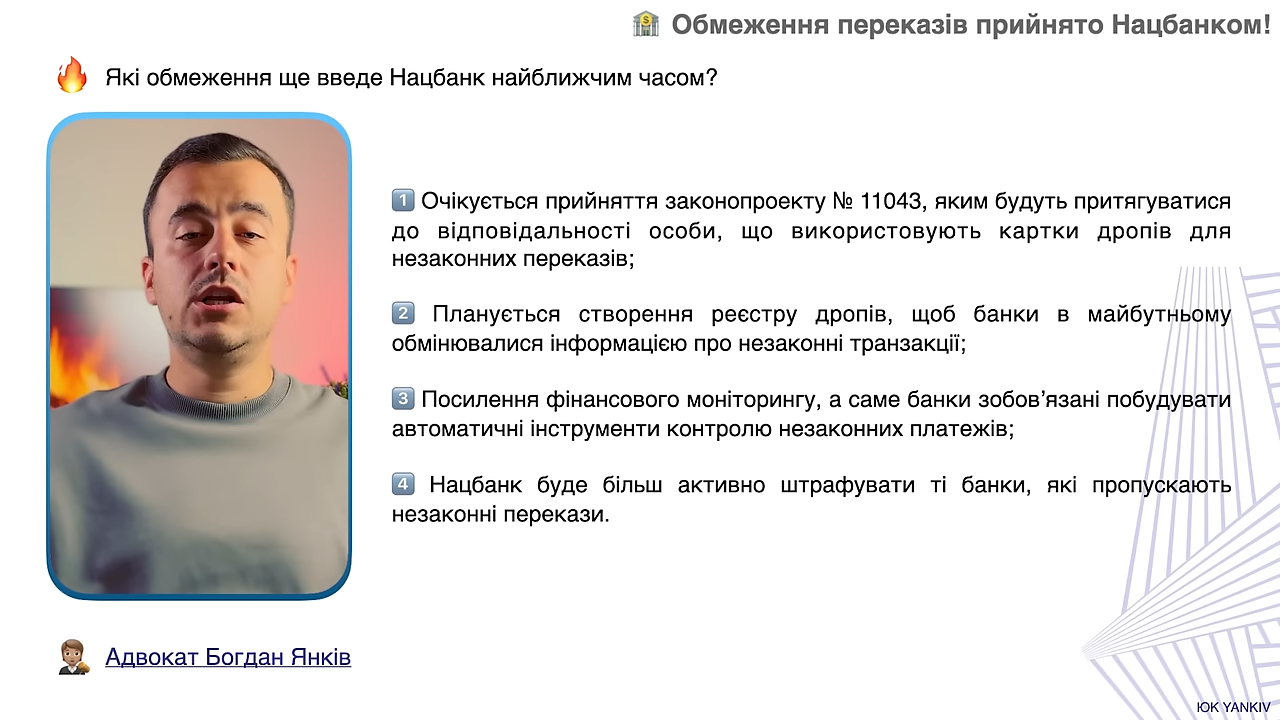 Обмеження переказів прийнято Нацбанком!
Які обмеження ще введе Нацбанк найближчим часом?
1 Очікується прийняття законопроекту № 11043, яким будуть притягуватися
до відповідальності особи, що використовують картки дропів для
незаконних переказів;
2 Планується створення реєстру дропів, щоб банки в майбутньому
обмінювалися інформацією про незаконні транзакції;
3 Посилення фінансового моніторингу, а саме банки зобов’язані побудувати
автоматичні інструменти контролю незаконних платежів;
4 Нацбанк буде більш активно штрафувати ті банки, які пропускають
незаконні перекази.
Адвокат Богдан Янків
ЮК YANKIV